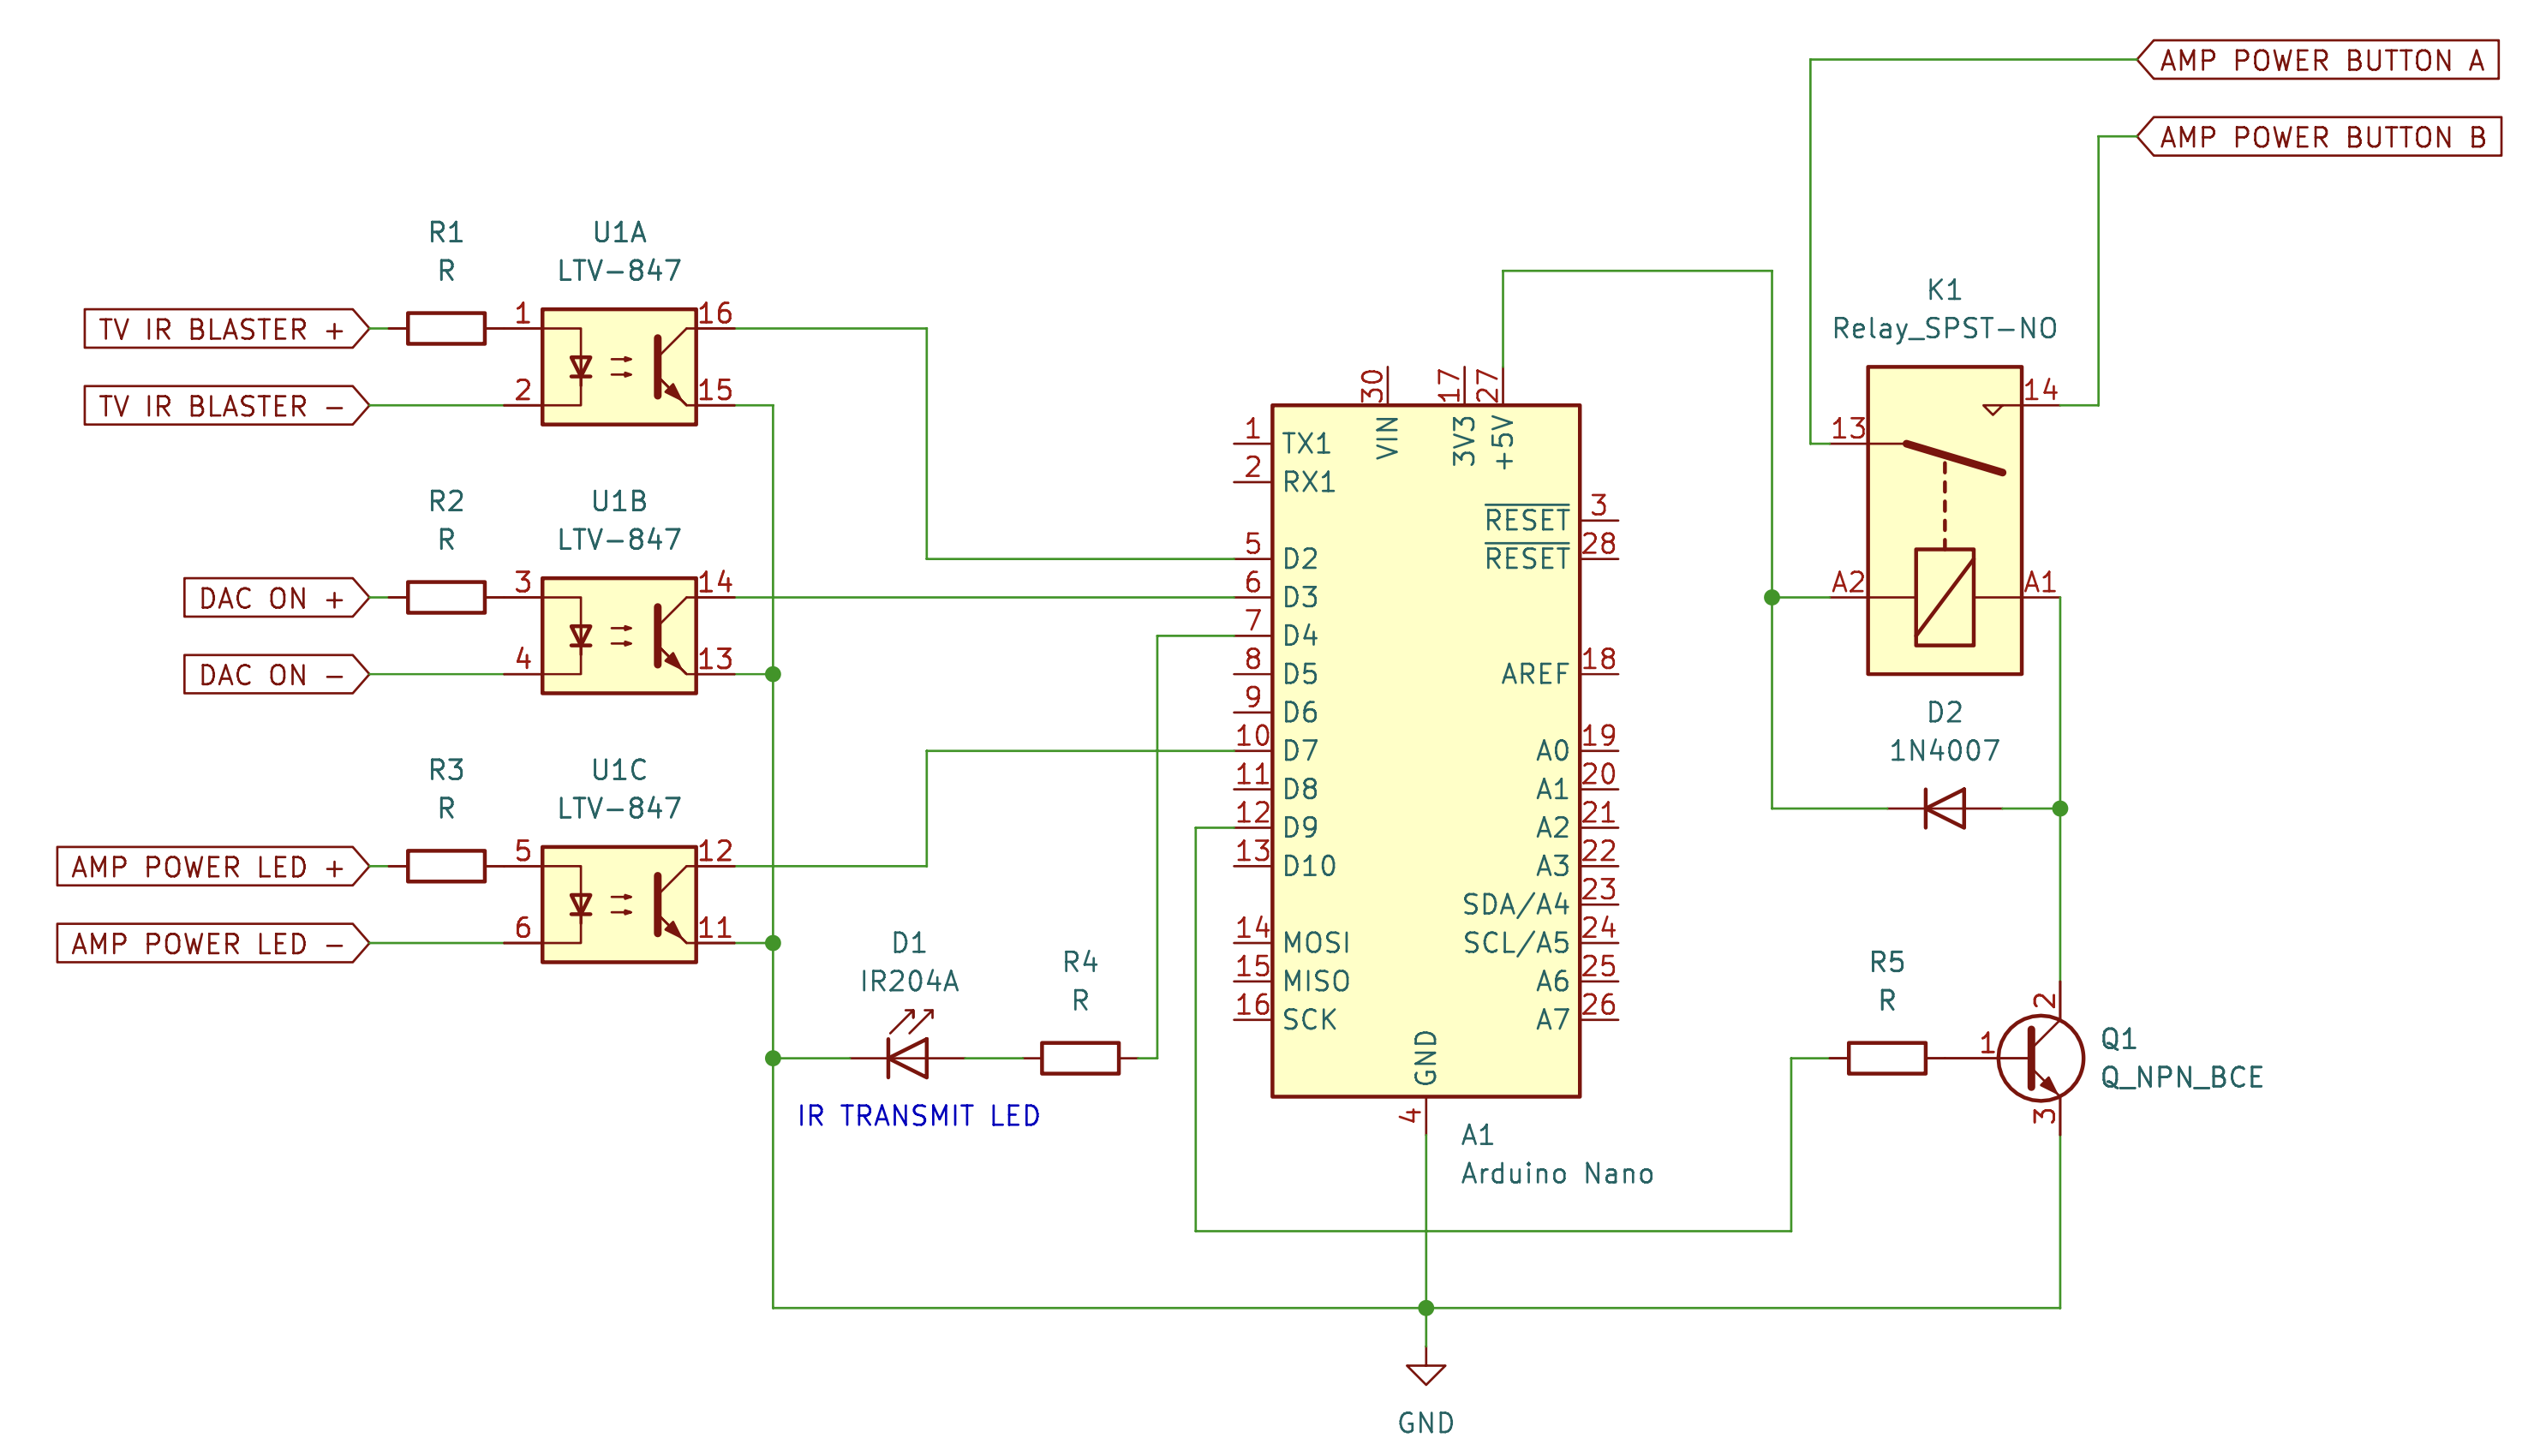 AMP POWER BUTTON A
AMP POWER BUTTON B
R1
R
U1A
LTV-847
TV IR BLASTER +
1
16
TV IR BLASTER -
2
15
R2
R
U1B
LTV-847
DAC ON +
3
14
DAC ON -
4
13
R3
R
U1C
LTV-847
AMP POWER LED +
5
12
AMP POWER LED -
6
11
D1
IR204A
IR TRANSMIT LED
R4
R
30
17
27
VIN
3V3
+5V
1 TX1
2 RX1
5 D2
6 D3
7 D4
8 D5
9 D6
10 D7
11 D8
12 D9
13 D10
14 MOSI
15 MISO
16 SCK
RESET 3
RESET 28
AREF 18
A0 19
A1 20
A2 21
A3 22
SDA/A4 23
SCL/A5 24
A6 25
A7 26
GND
4
A1
Arduino Nano
GND
K1
Relay_SPST-NO
14
13
A2
A1
D2
1N4007
R5
R
2
1
3
Q1
Q_NPN_BCE